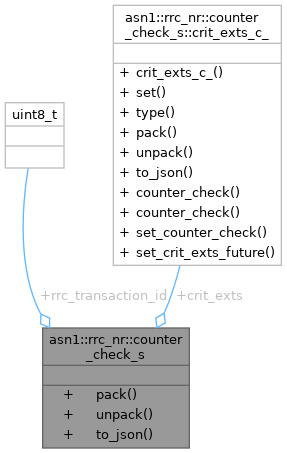 asn1::rrc_nr::counter
_check_s::crit_exts_c_
+ crit_exts_c_()
+ set()
+ type()
+ pack()
+ unpack()
+ to_json()
+ counter_check()
+ counter_check()
+ set_counter_check()
+ set_crit_exts_future()
uint8_t
+rrc_transaction_id
+crit_exts
asn1::rrc_nr::counter
_check_s
+ pack()
+ unpack()
+ to_json()